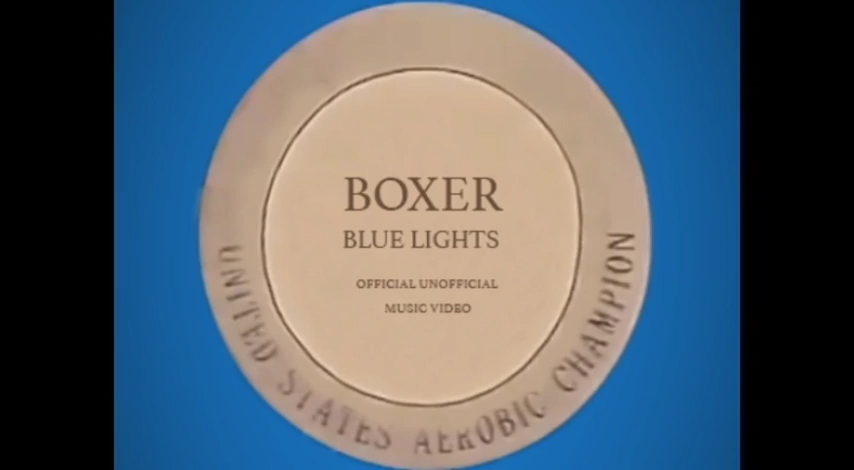 BOXER
BLUE LIGHTS
OFFICIAL UNOFFICIAL
MUSIC VIDEO
UNITED STATES AEROBIC CHAMPION